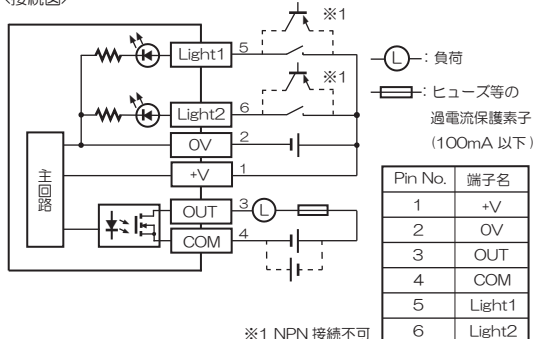 <接続図>
※1
Light1
5
L
：負荷
※1
Light2
6
：ヒューズ等の
過電流保護素子
(100mA 以下)
0V
2
+V
1
主回路
OUT
3
L
COM
4
Pin No. 端子名
1 +V
2 0V
3 OUT
4 COM
5 Light1
6 Light2
※1 NPN 接続不可